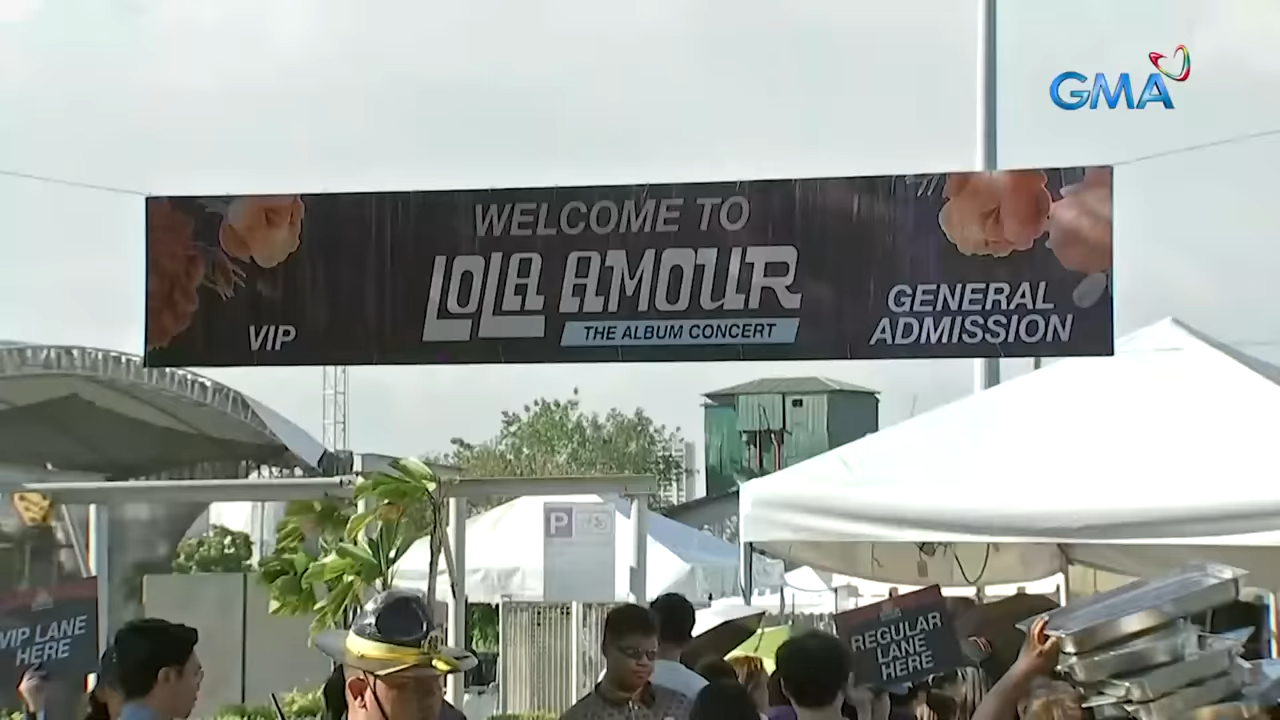 GMA
WELCOME TO
LOLA AMOUR
THE ALBUM CONCERT
VIP
GENERAL
ADMISSION
P
VIP LANE
HERE
REGULAR
LANE
HERE